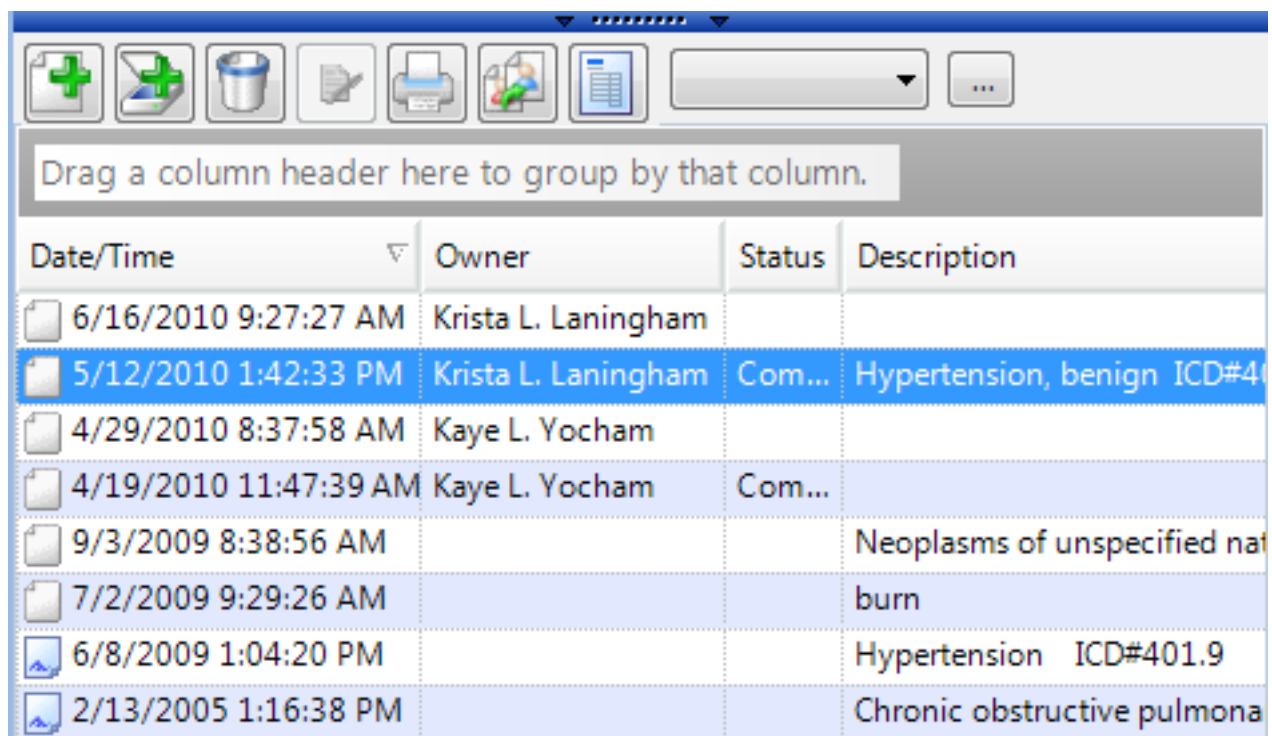 ...
Drag a column header here to group by that column.
Date/Time Owner Status Description
6/16/2010 9:27:27 AM Krista L. Laningham
5/12/2010 1:42:33 PM Krista L. Laningham Com... Hypertension, benign ICD#40
4/29/2010 8:37:58 AM Kaye L. Yocham
4/19/2010 11:47:39 AM Kaye L. Yocham Com...
9/3/2009 8:38:56 AM Neoplasms of unspecified nat
7/2/2009 9:29:26 AM burn
6/8/2009 1:04:20 PM Hypertension ICD#401.9
2/13/2005 1:16:38 PM Chronic obstructive pulmona